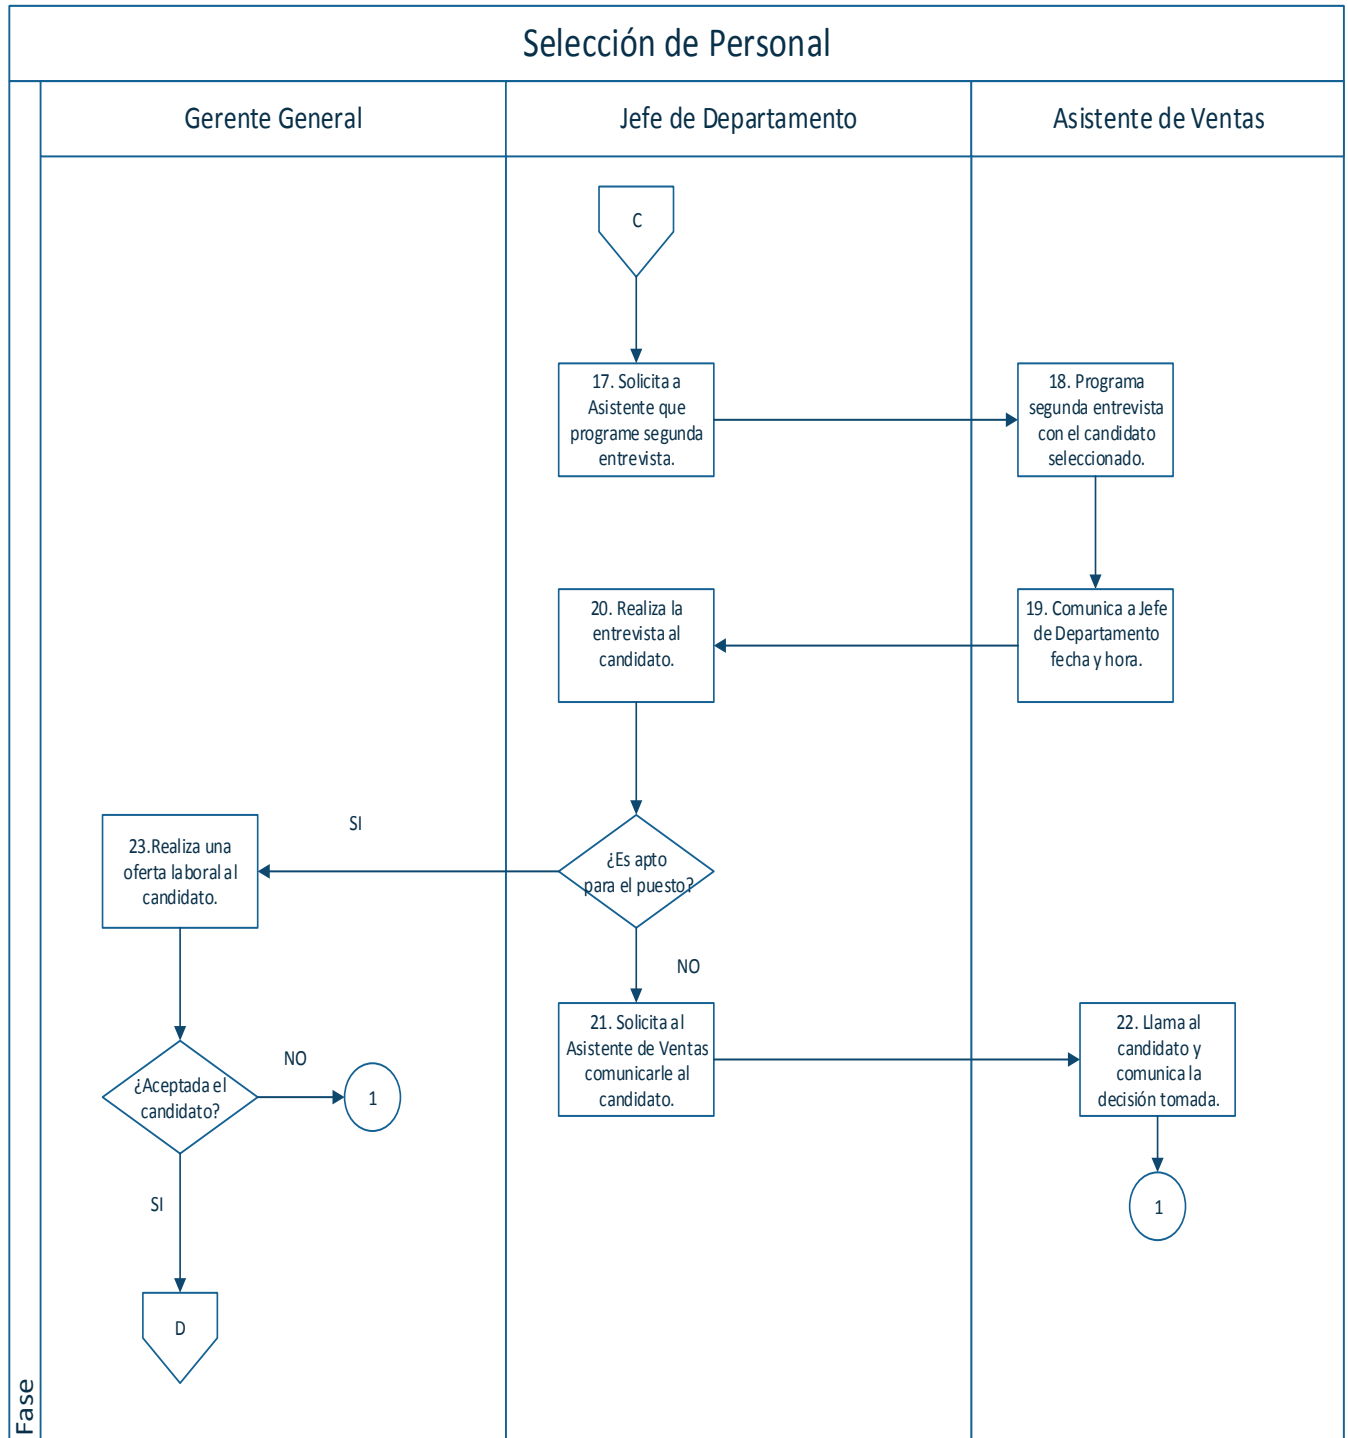 Selección de Personal
Gerente General
Jefe de Departamento
Asistente de Ventas
C
17. Solicita a
Asistente que
programe segunda
entrevista.
18. Programa
segunda entrevista
con el candidato
seleccionado.
20. Realiza la
entrevista al
candidato.
19. Comunica a Jefe
de Departamento
fecha y hora.
SI
23.Realiza una
oferta laboral al
candidato.
¿Es apto
para el puesto?
NO
21. Solicita al
Asistente de Ventas
comunicarle al
candidato.
22. Llama al
candidato y
comunica la
decisión tomada.
¿Aceptada el
candidato?
NO
1
SI
1
D
Fase